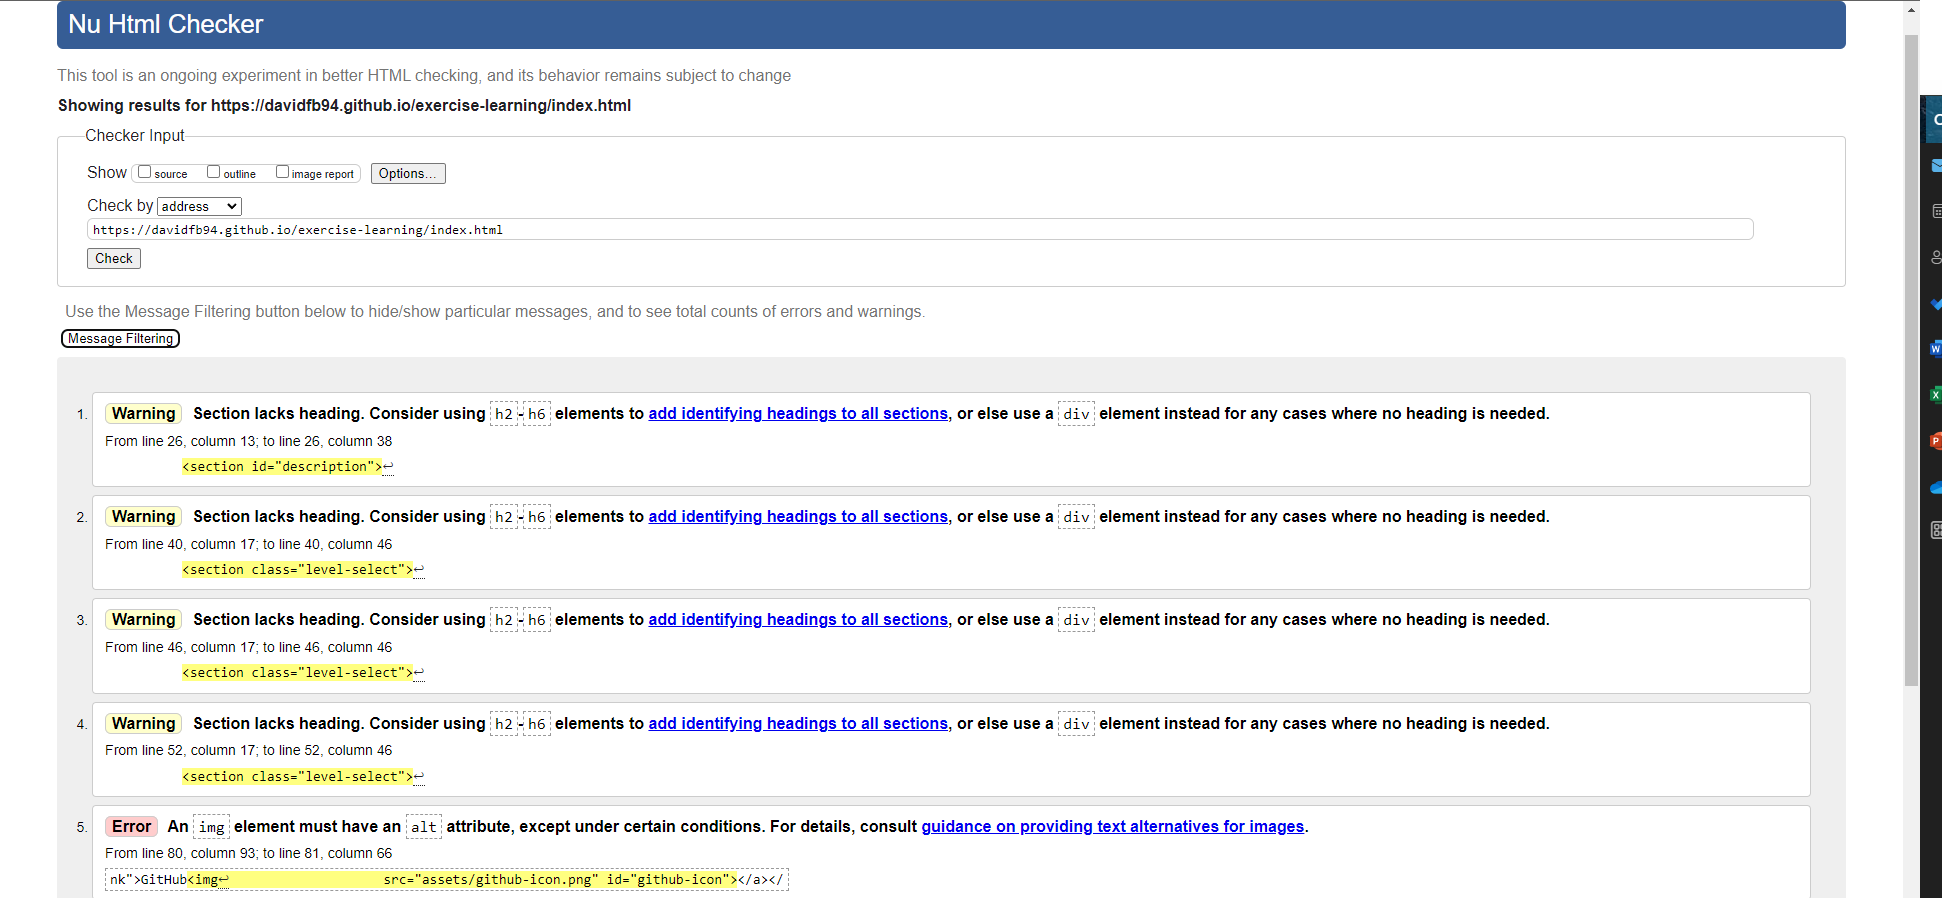 Nu Html Checker
This tool is an ongoing experiment in better HTML checking, and its behavior remains subject to change
Showing results for https://davidfb94.github.io/exercise-learning/index.html
Checker Input
Show source outline image report Options...
Check by address
https://davidfb94.github.io/exercise-learning/index.html
Check
Use the Message Filtering button below to hide/show particular messages, and to see total counts of errors and warnings.
Message Filtering
1. Warning Section lacks heading. Consider using h2-h6 elements to add identifying headings to all sections, or else use a div element instead for any cases where no heading is needed.
From line 26, column 13; to line 26, column 38
<section id="description">↩
2. Warning Section lacks heading. Consider using h2-h6 elements to add identifying headings to all sections, or else use a div element instead for any cases where no heading is needed.
From line 40, column 17; to line 40, column 46
<section class="level-select">↩
3. Warning Section lacks heading. Consider using h2-h6 elements to add identifying headings to all sections, or else use a div element instead for any cases where no heading is needed.
From line 46, column 17; to line 46, column 46
<section class="level-select">↩
4. Warning Section lacks heading. Consider using h2-h6 elements to add identifying headings to all sections, or else use a div element instead for any cases where no heading is needed.
From line 52, column 17; to line 52, column 46
<section class="level-select">↩
5. Error An img element must have an alt attribute, except under certain conditions. For details, consult guidance on providing text alternatives for images.
From line 80, column 93; to line 81, column 66
nk">GitHub<img↩ src="assets/github-icon.png" id="github-icon"></a></